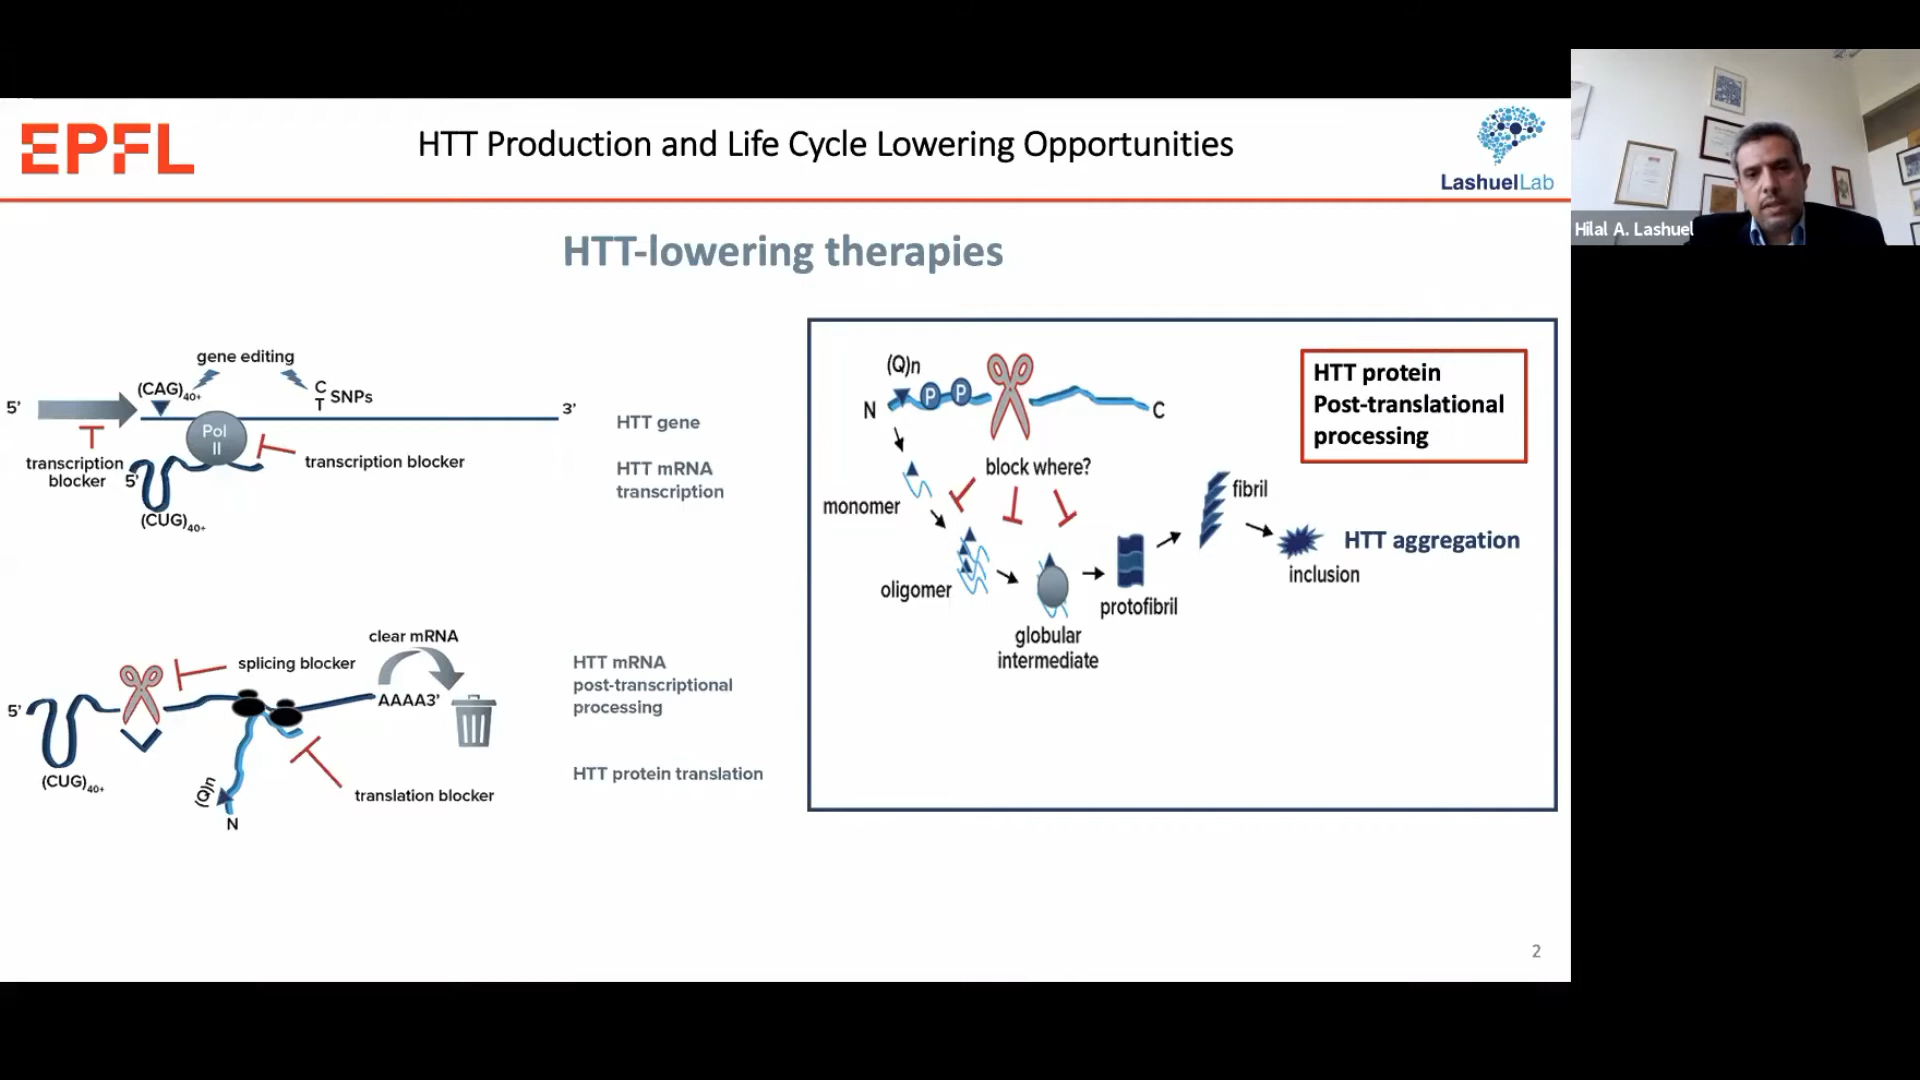 EPFL
HTT Production and Life Cycle Lowering Opportunities
LashuelLab
Hilal A. Lashuel
HTT-lowering therapies
gene editing
5'
(CAG)40+
C
T
SNPs
3'
Pol
II
transcription
blocker
5'
transcription blocker
(CUG)40+
HTT gene
HTT mRNA
transcription
clear mRNA
splicing blocker
5'
AAAA3'
(CUG)40+
(Q)n
N
translation blocker
HTT mRNA
post-transcriptional
processing
HTT protein translation
(Q)n
N
P
P
C
HTT protein
Post-translational
processing
block where?
monomer
oligomer
globular
intermediate
protofibril
fibril
inclusion
HTT aggregation
2